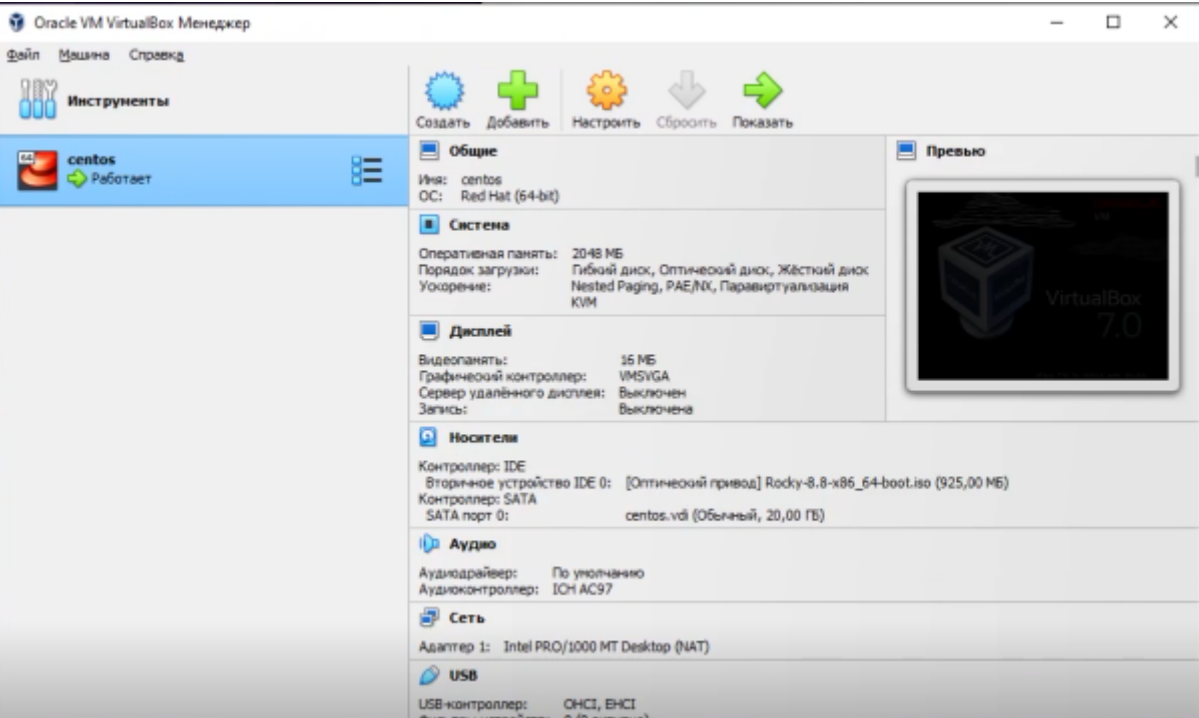 Oracle VM VirtualBox Менеджер
Файл Машина Справка
Инструменты
Создать Добавить Настроить Сбросить Показать
64
centos
Работает
Общие
Имя: centos
ОС: Red Hat (64-bit)
Система
Оперативная память: 2048 МБ
Порядок загрузки: Гибкий диск, Оптический диск, Жёсткий диск
Ускорение: Nested Paging, PAE/NX, Паравиртуализация
KVM
Дисплей
Видеопамять: 16 МБ
Графический контроллер: VMSVGA
Сервер удалённого дисплея: Выключен
Запись: Выключена
Превью
VM
VirtualBox
7.0
Носители
Контроллер: IDE
Вторичное устройство IDE 0: [Оптический привод] Rocky-8.8-x86_64-boot.iso (925,00 МБ)
Контроллер: SATA
SATA порт 0: centos.vdi (Обычный, 20,00 ГБ)
Аудио
Аудиодрайвер: По умолчанию
Аудиоконтроллер: ICH AC97
Сеть
Адаптер 1: Intel PRO/1000 MT Desktop (NAT)
USB
USB-контроллер: OHCI, EHCI